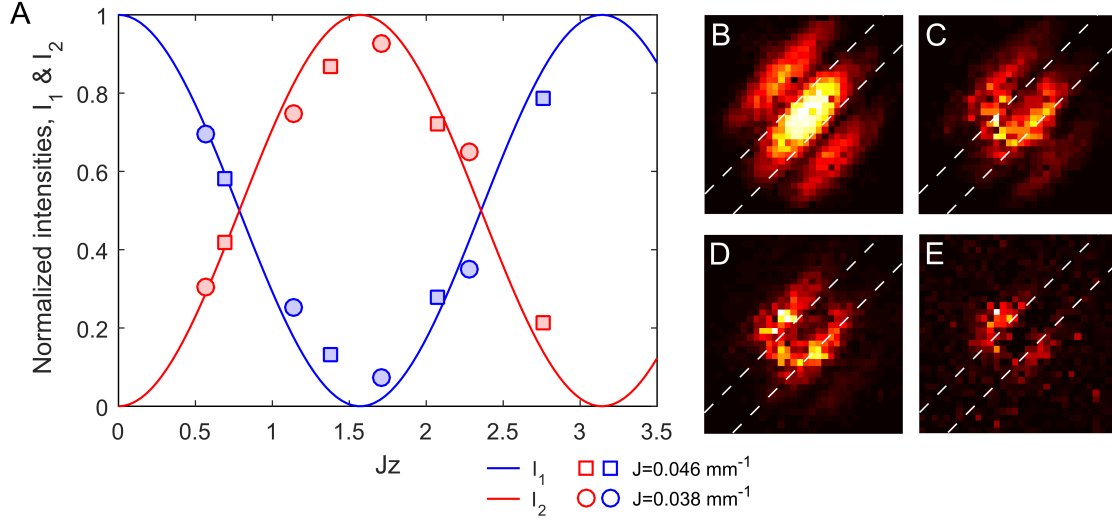 A
Normalized intensities, I₁ & I₂
1
0.8
0.6
0.4
0.2
0
0 0.5 1 1.5 2 2.5 3 3.5
Jz
I₁ J=0.046 mm⁻¹
I₂ J=0.038 mm⁻¹
B C
D E